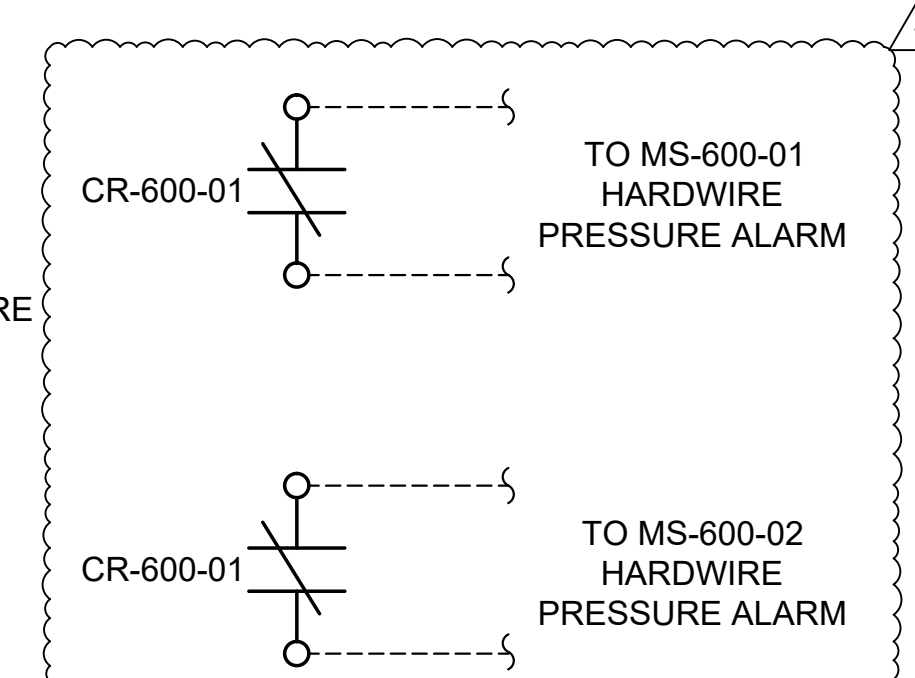 CR-600-01
TO MS-600-01
HARDWIRE
PRESSURE ALARM
RE
CR-600-01
TO MS-600-02
HARDWIRE
PRESSURE ALARM